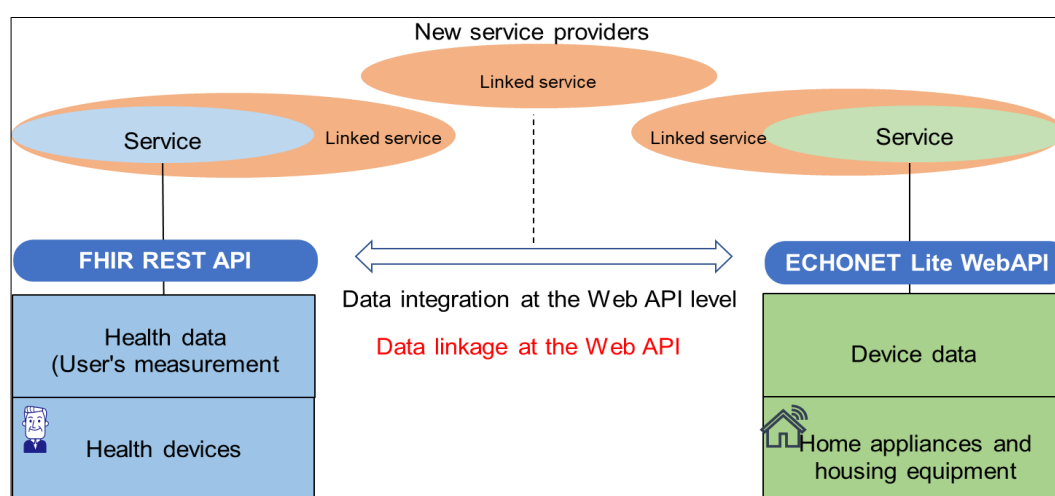 New service providers
Linked service
Service
Linked service
Linked service
Service
FHIR REST API
ECHONET Lite WebAPI
Data integration at the Web API level
Data linkage at the Web API
Health data
(User's measurement
Device data
Health devices
Home appliances and
housing equipment